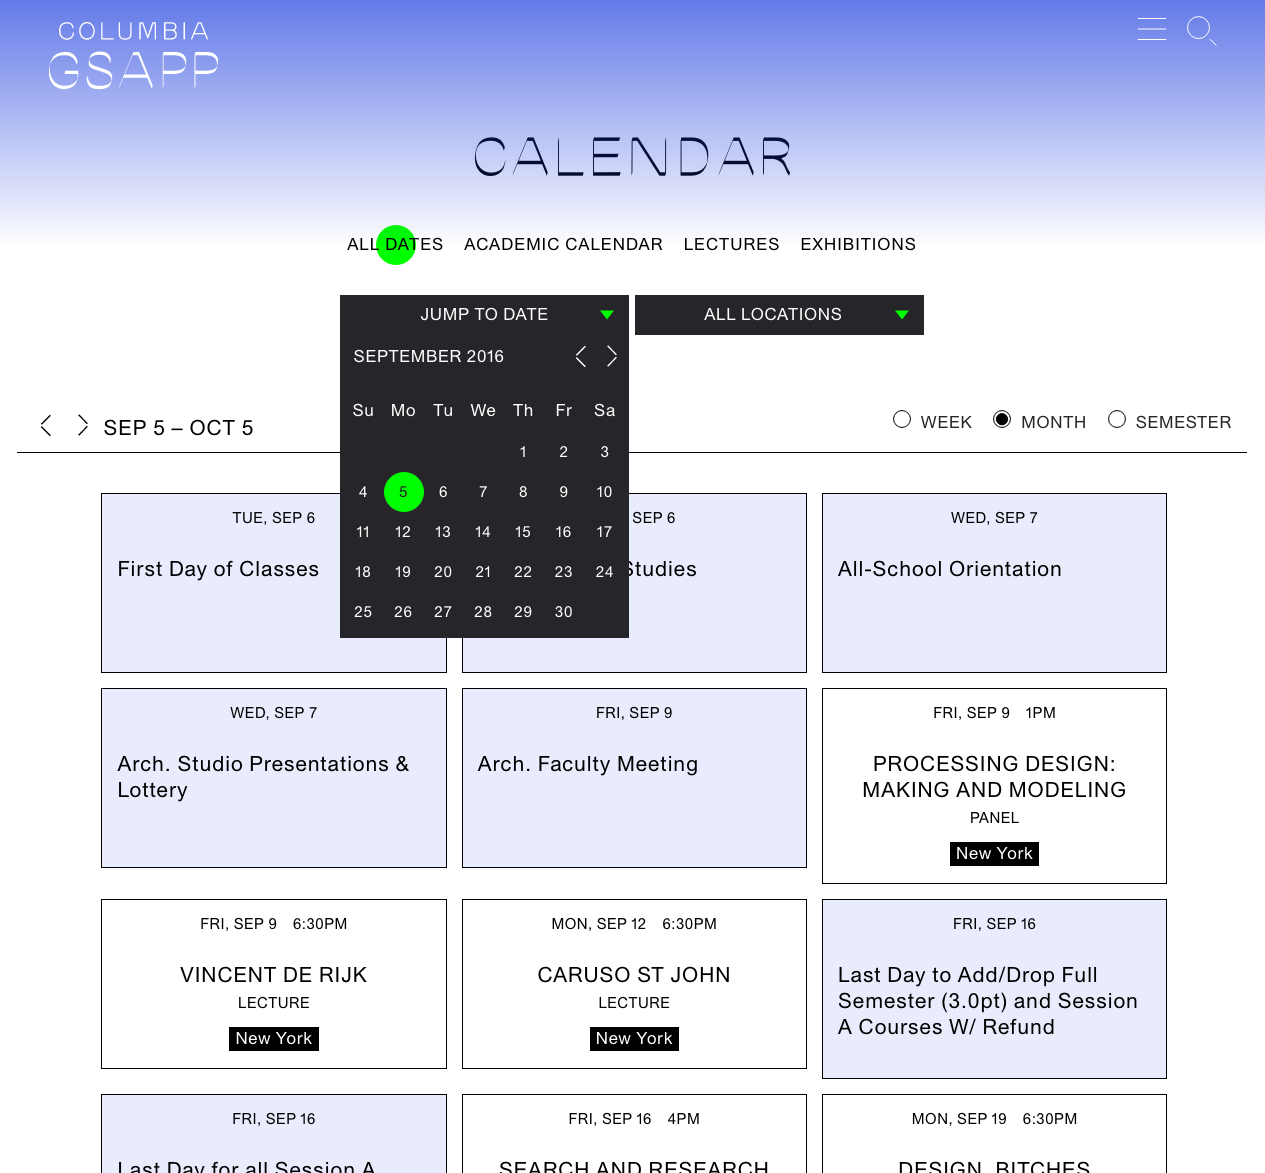 COLUMBIA
GSAPP
CALENDAR
ALL DATES ACADEMIC CALENDAR LECTURES EXHIBITIONS
JUMP TO DATE ALL LOCATIONS
SEPTEMBER 2016
Su Mo Tu We Th Fr Sa
1 2 3
4 5 6 7 8 9 10
11 12 13 14 15 16 17
18 19 20 21 22 23 24
25 26 27 28 29 30
SEP 5 – OCT 5
WEEK MONTH SEMESTER
TUE, SEP 6
First Day of Classes
SEP 6
Studies
WED, SEP 7
All-School Orientation
WED, SEP 7
Arch. Studio Presentations &
Lottery
FRI, SEP 9
Arch. Faculty Meeting
FRI, SEP 9 1PM
PROCESSING DESIGN:
MAKING AND MODELING
PANEL
New York
FRI, SEP 9 6:30PM
VINCENT DE RIJK
LECTURE
New York
MON, SEP 12 6:30PM
CARUSO ST JOHN
LECTURE
New York
FRI, SEP 16
Last Day to Add/Drop Full
Semester (3.0pt) and Session
A Courses W/ Refund
FRI, SEP 16
Last Day for all Session A
FRI, SEP 16 4PM
SEARCH AND RESEARCH
MON, SEP 19 6:30PM
DESIGN, BITCHES